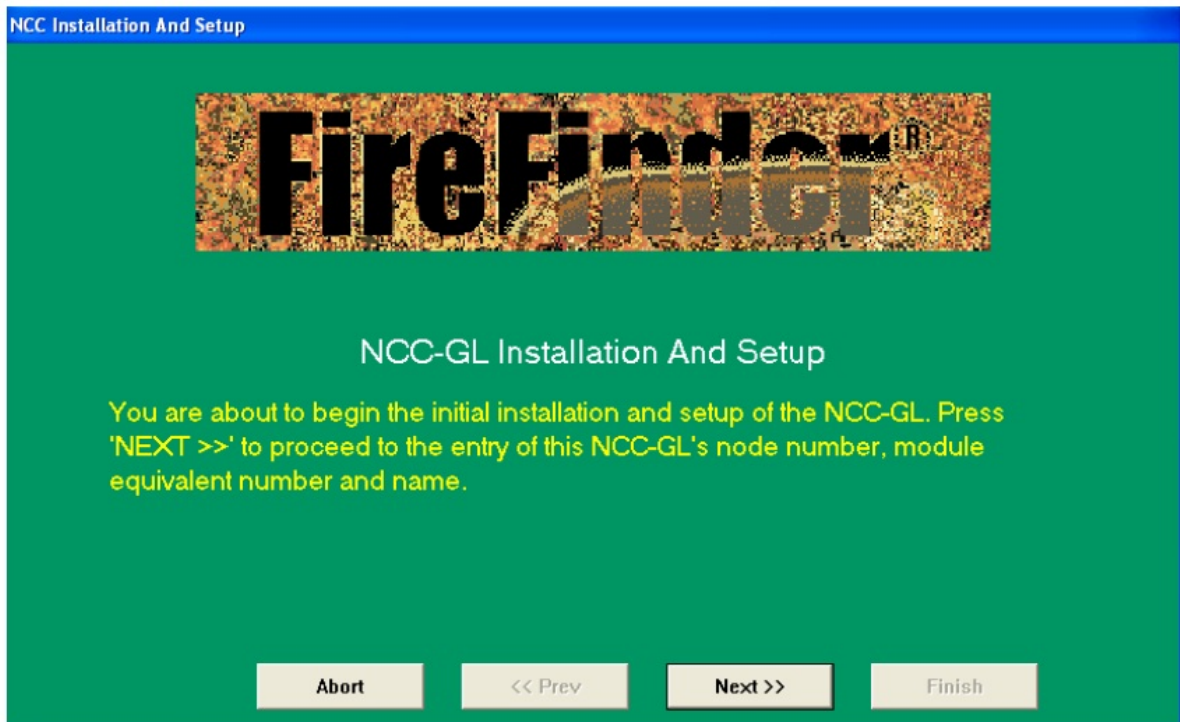 NCC Installation And Setup
FireFinder®
NCC-GL Installation And Setup
You are about to begin the initial installation and setup of the NCC-GL. Press
'NEXT >>' to proceed to the entry of this NCC-GL's node number, module
equivalent number and name.
Abort
<< Prev
Next >>
Finish